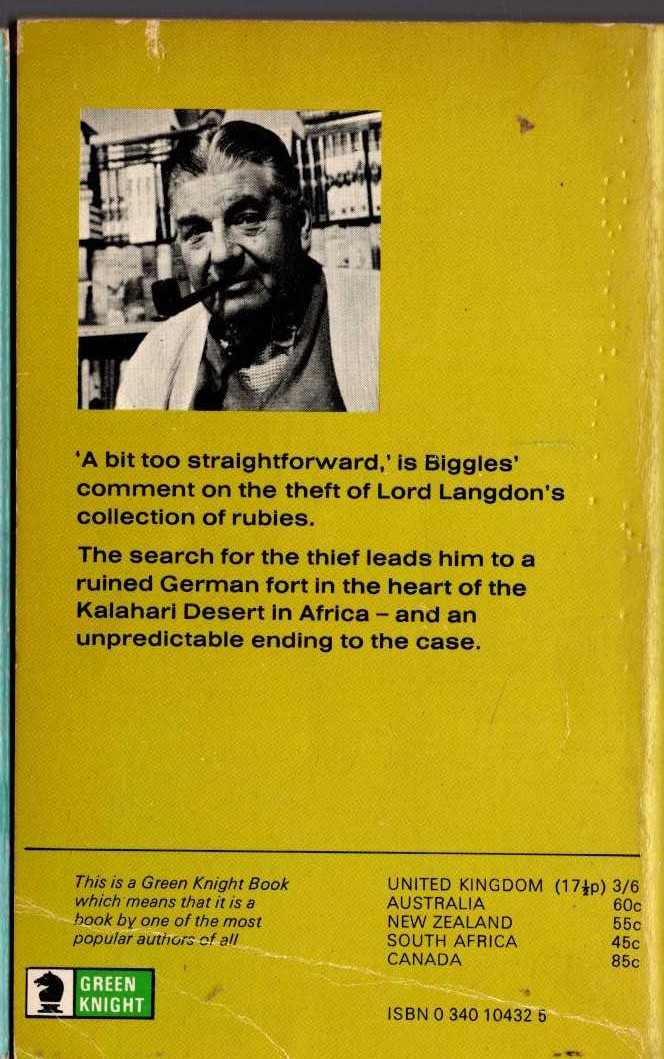 ‘A bit too straightforward,’ is Biggles’
comment on the theft of Lord Langdon’s
collection of rubies.
The search for the thief leads him to a
ruined German fort in the heart of the
Kalahari Desert in Africa – and an
unpredictable ending to the case.
This is a Green Knight Book
which means that it is a
book by one of the most
popular authors of all
UNITED KINGDOM (17½p) 3/6
AUSTRALIA 60c
NEW ZEALAND 55c
SOUTH AFRICA 45c
CANADA 85c
GREEN
KNIGHT
ISBN 0 340 10432 5